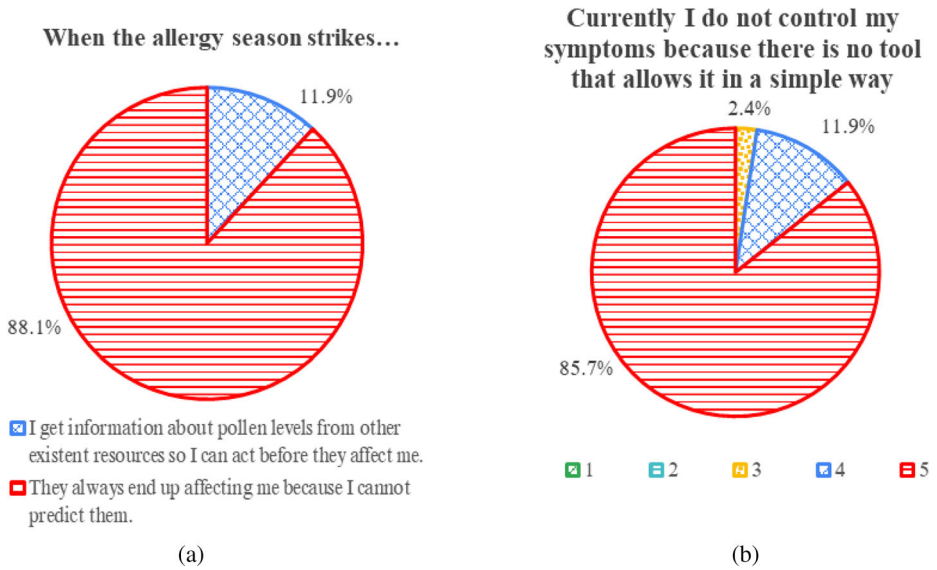 When the allergy season strikes…
11.9%
88.1%
I get information about pollen levels from other
existent resources so I can act before they affect me.
They always end up affecting me because I cannot
predict them.
(a)
Currently I do not control my
symptoms because there is no tool
that allows it in a simple way
2.4%
11.9%
85.7%
1 2 3 4 5
(b)